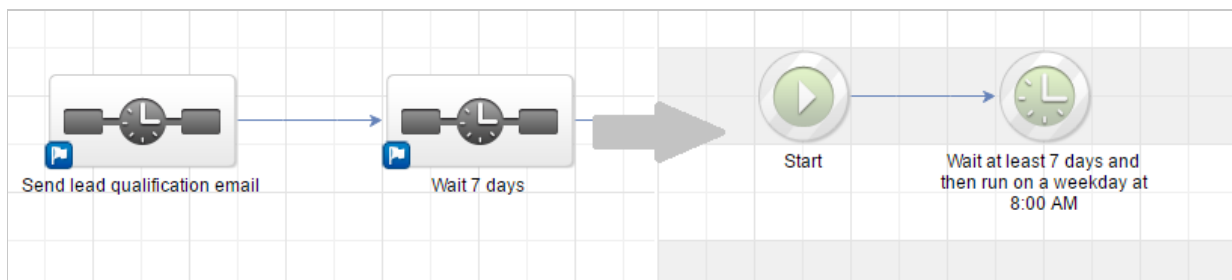 Send lead qualification email
Wait 7 days
Start
Wait at least 7 days and
then run on a weekday at
8:00 AM